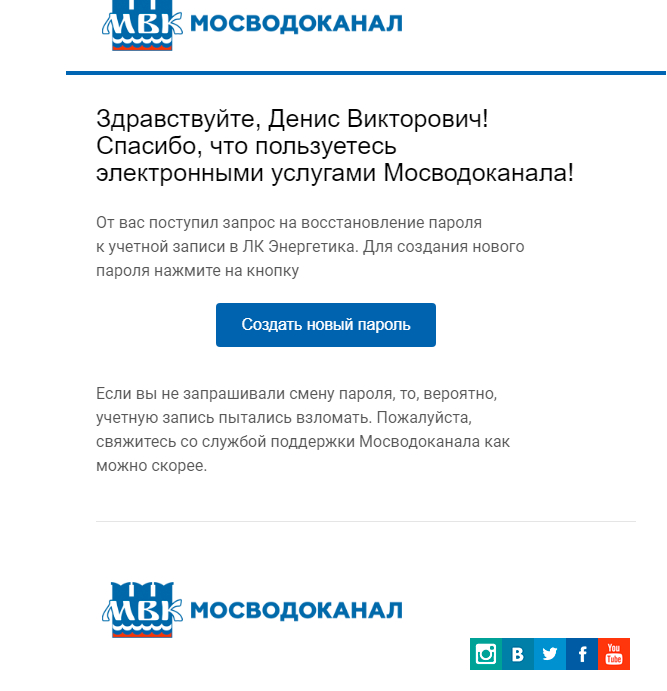 МВК МОСВОДОКАНАЛ
Здравствуйте, Денис Викторович!
Спасибо, что пользуетесь
электронными услугами Мосводоканала!
От вас поступил запрос на восстановление пароля
к учетной записи в ЛК Энергетика. Для создания нового
пароля нажмите на кнопку
Создать новый пароль
Если вы не запрашивали смену пароля, то, вероятно,
учетную запись пытались взломать. Пожалуйста,
свяжитесь со службой поддержки Мосводоканала как
можно скорее.
МВК МОСВОДОКАНАЛ
B f You Tube